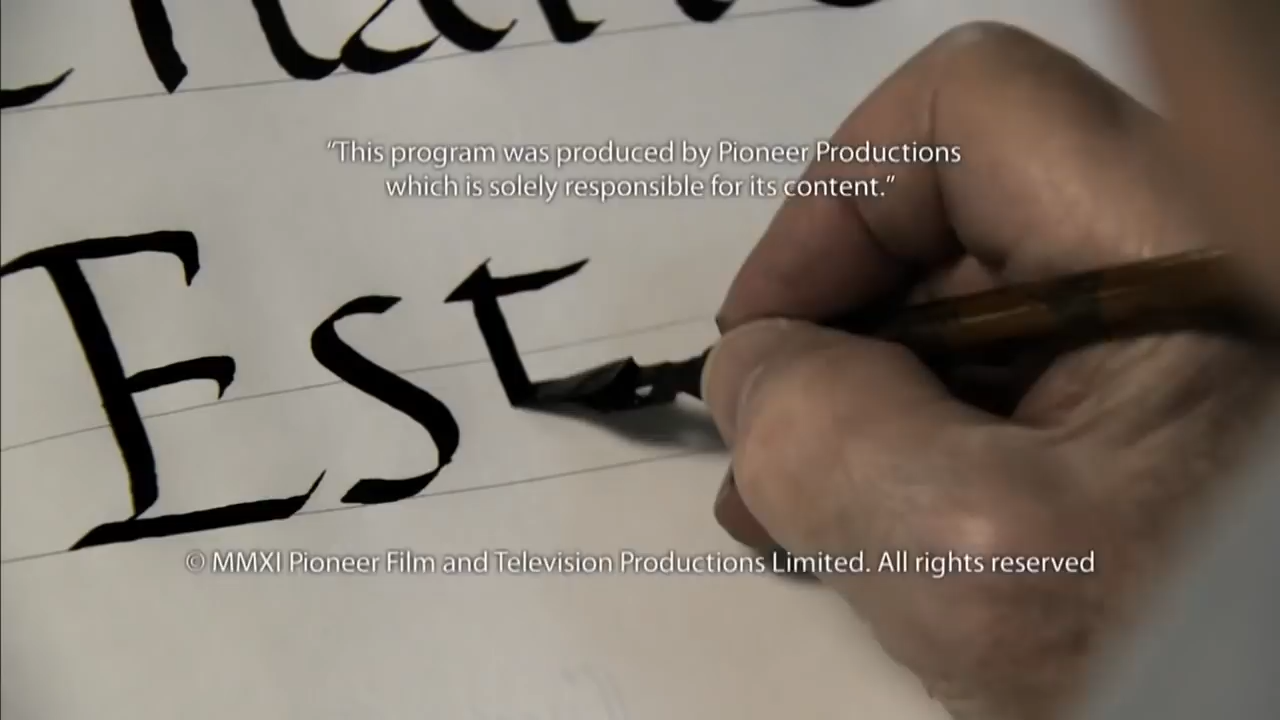 “This program was produced by Pioneer Productions
which is solely responsible for its content.”
Est
© MMXI Pioneer Film and Television Productions Limited. All rights reserved